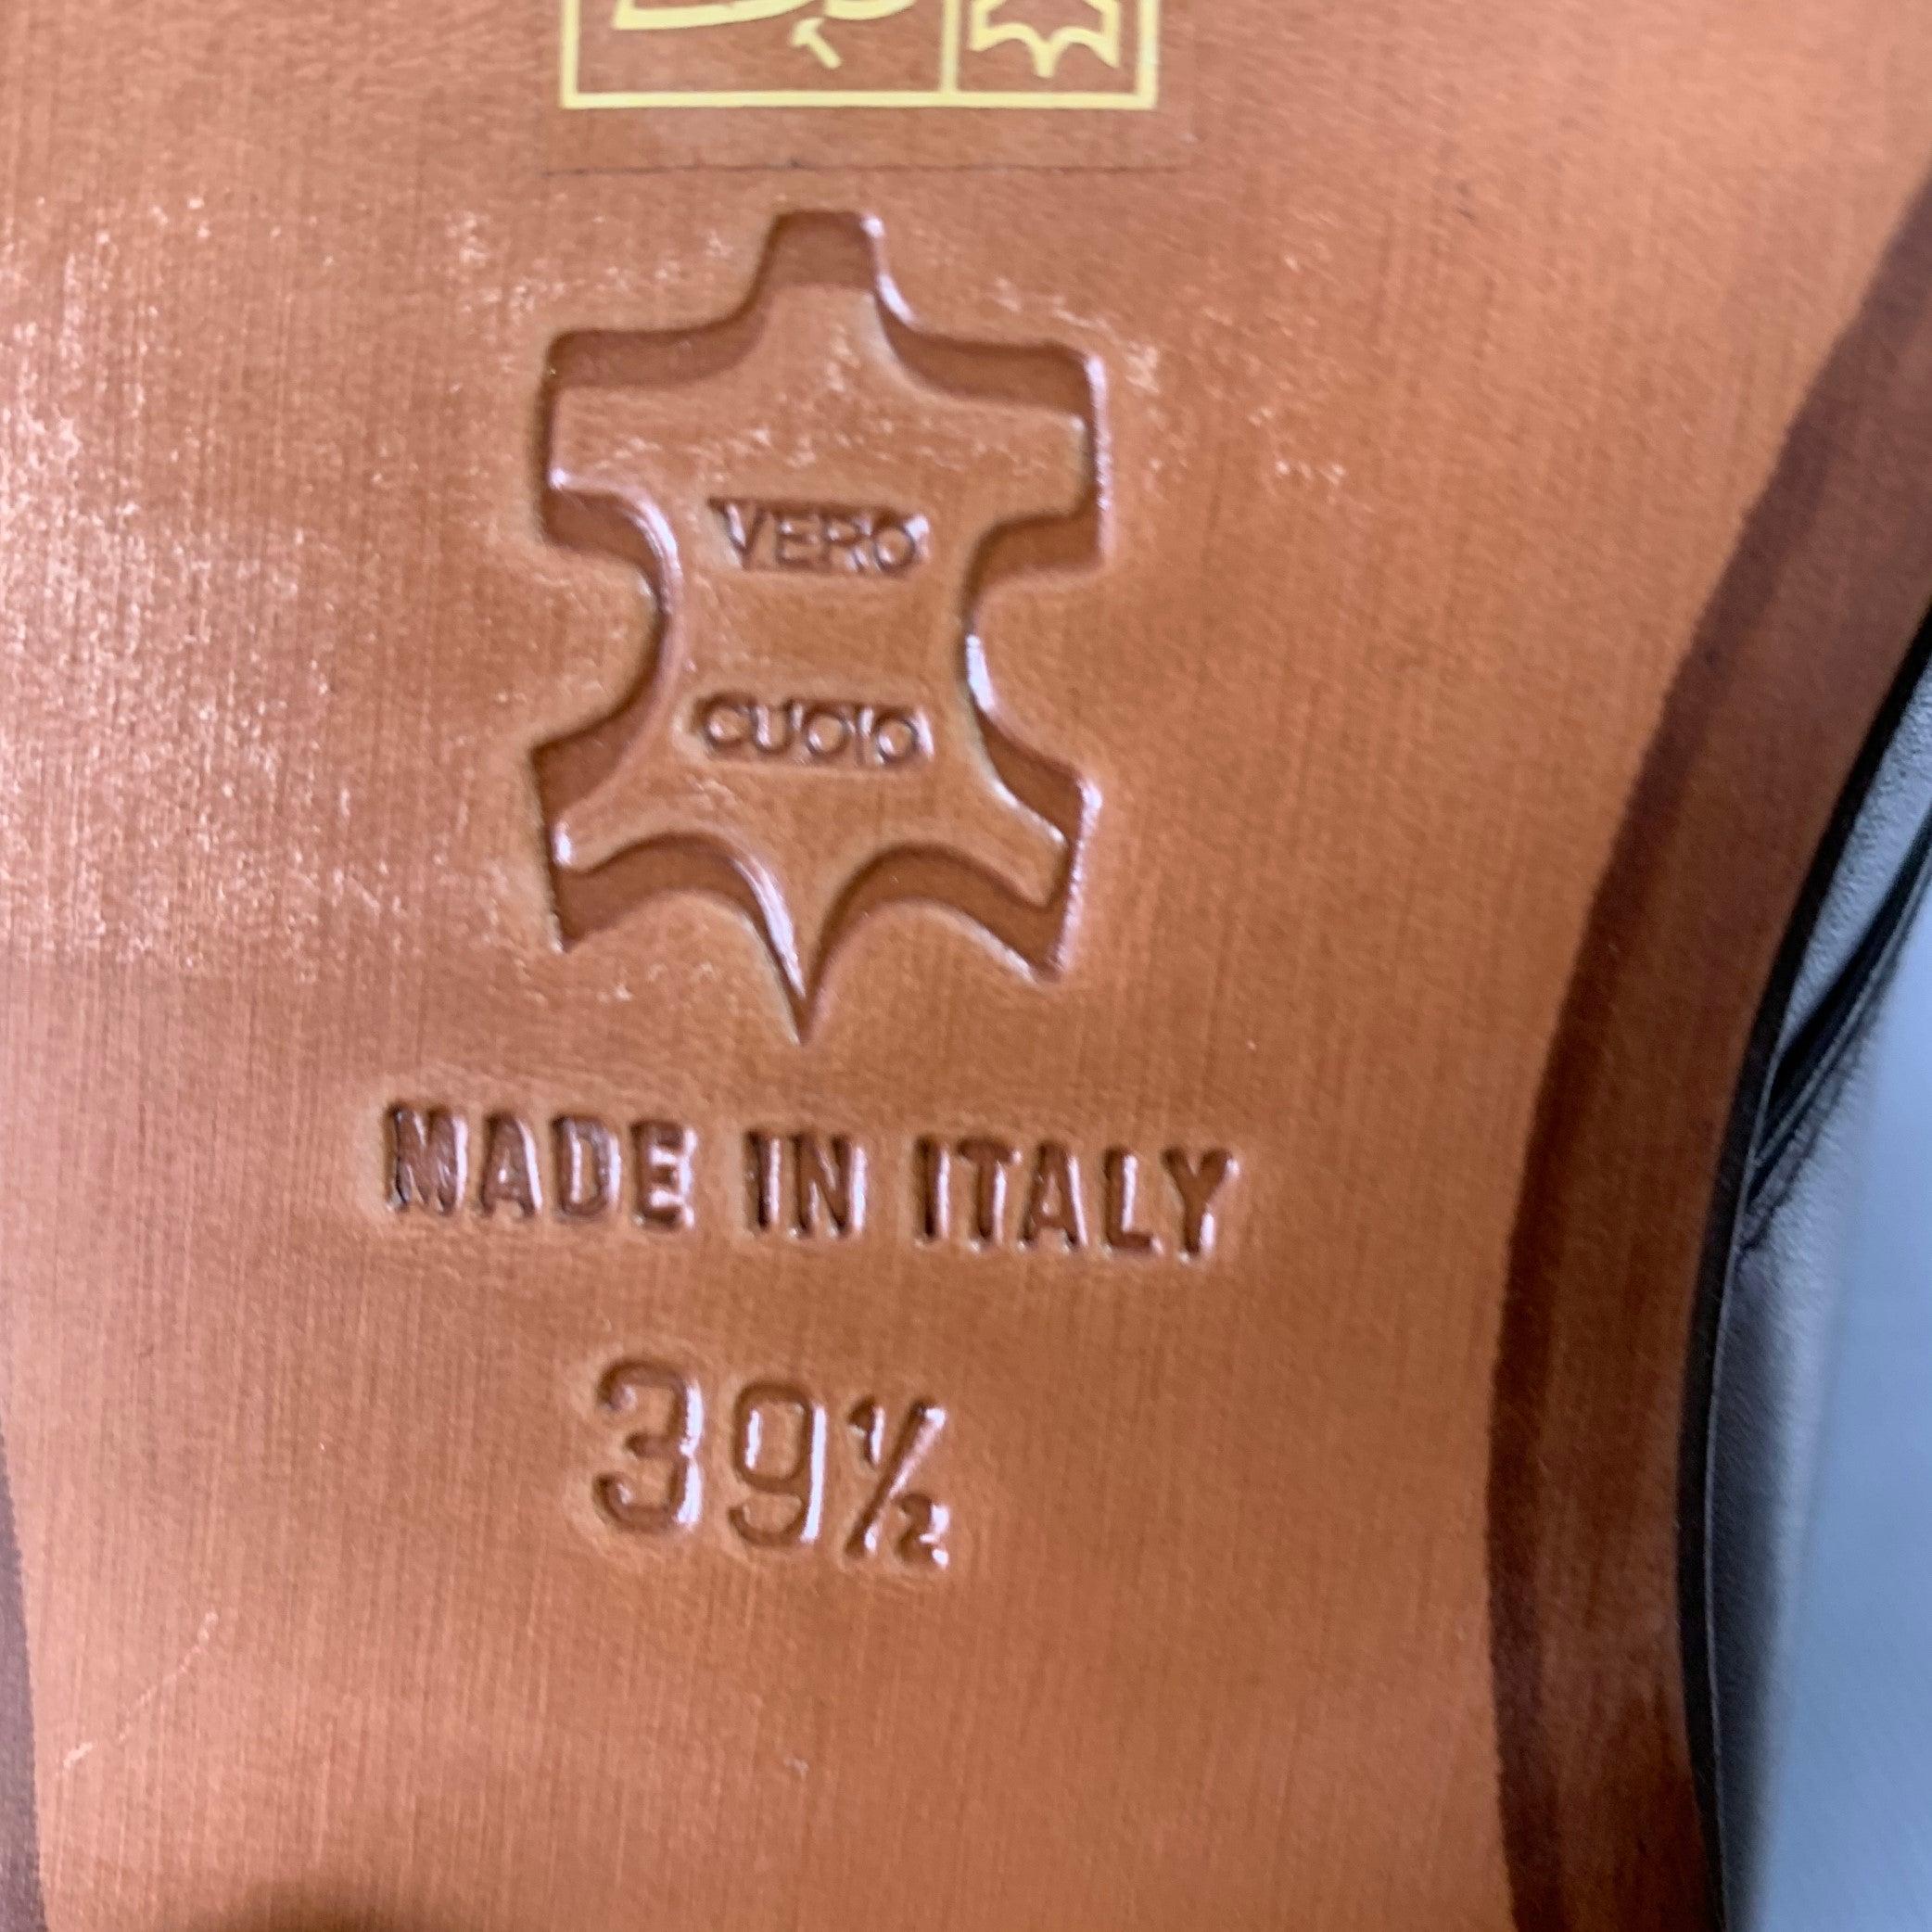 VERO
CUOIO
MADE IN ITALY
39½